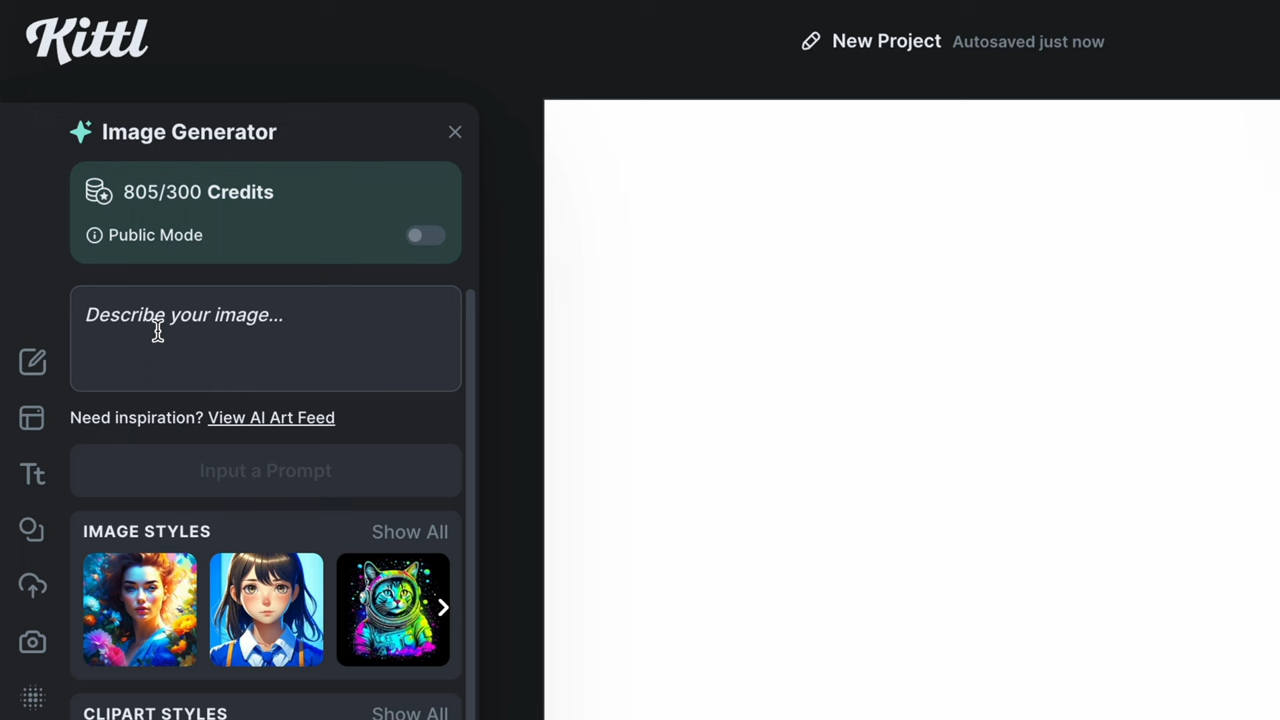 Kittl
New Project Autosaved just now
Image Generator
805/300 Credits
Public Mode
Describe your image...
Need inspiration? View AI Art Feed
Input a Prompt
IMAGE STYLES Show All
CLIPART STYLES Show All
Tt